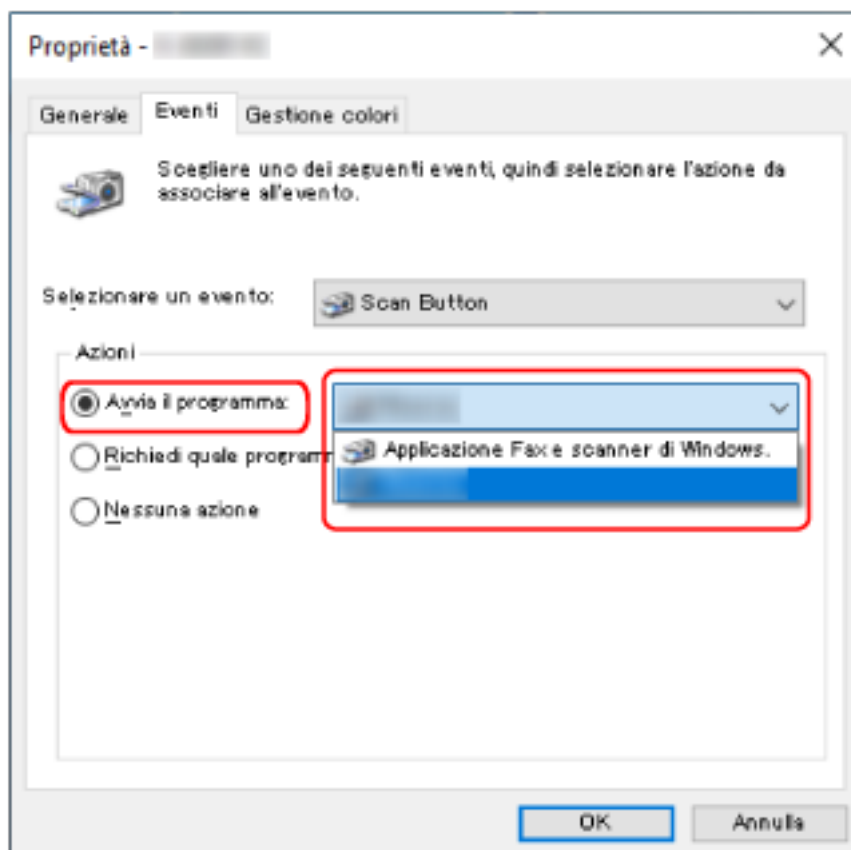 Proprietà -
Generale Eventi Gestione colori
Scegliere uno dei seguenti eventi, quindi selezionare l'azione da
associare all'evento.
Selezionare un evento: Scan Button
Azioni
Avvia il programma:
Richiedi quale programm
Applicazione Fax e scanner di Windows.
Nessuna azione
OK Annulla